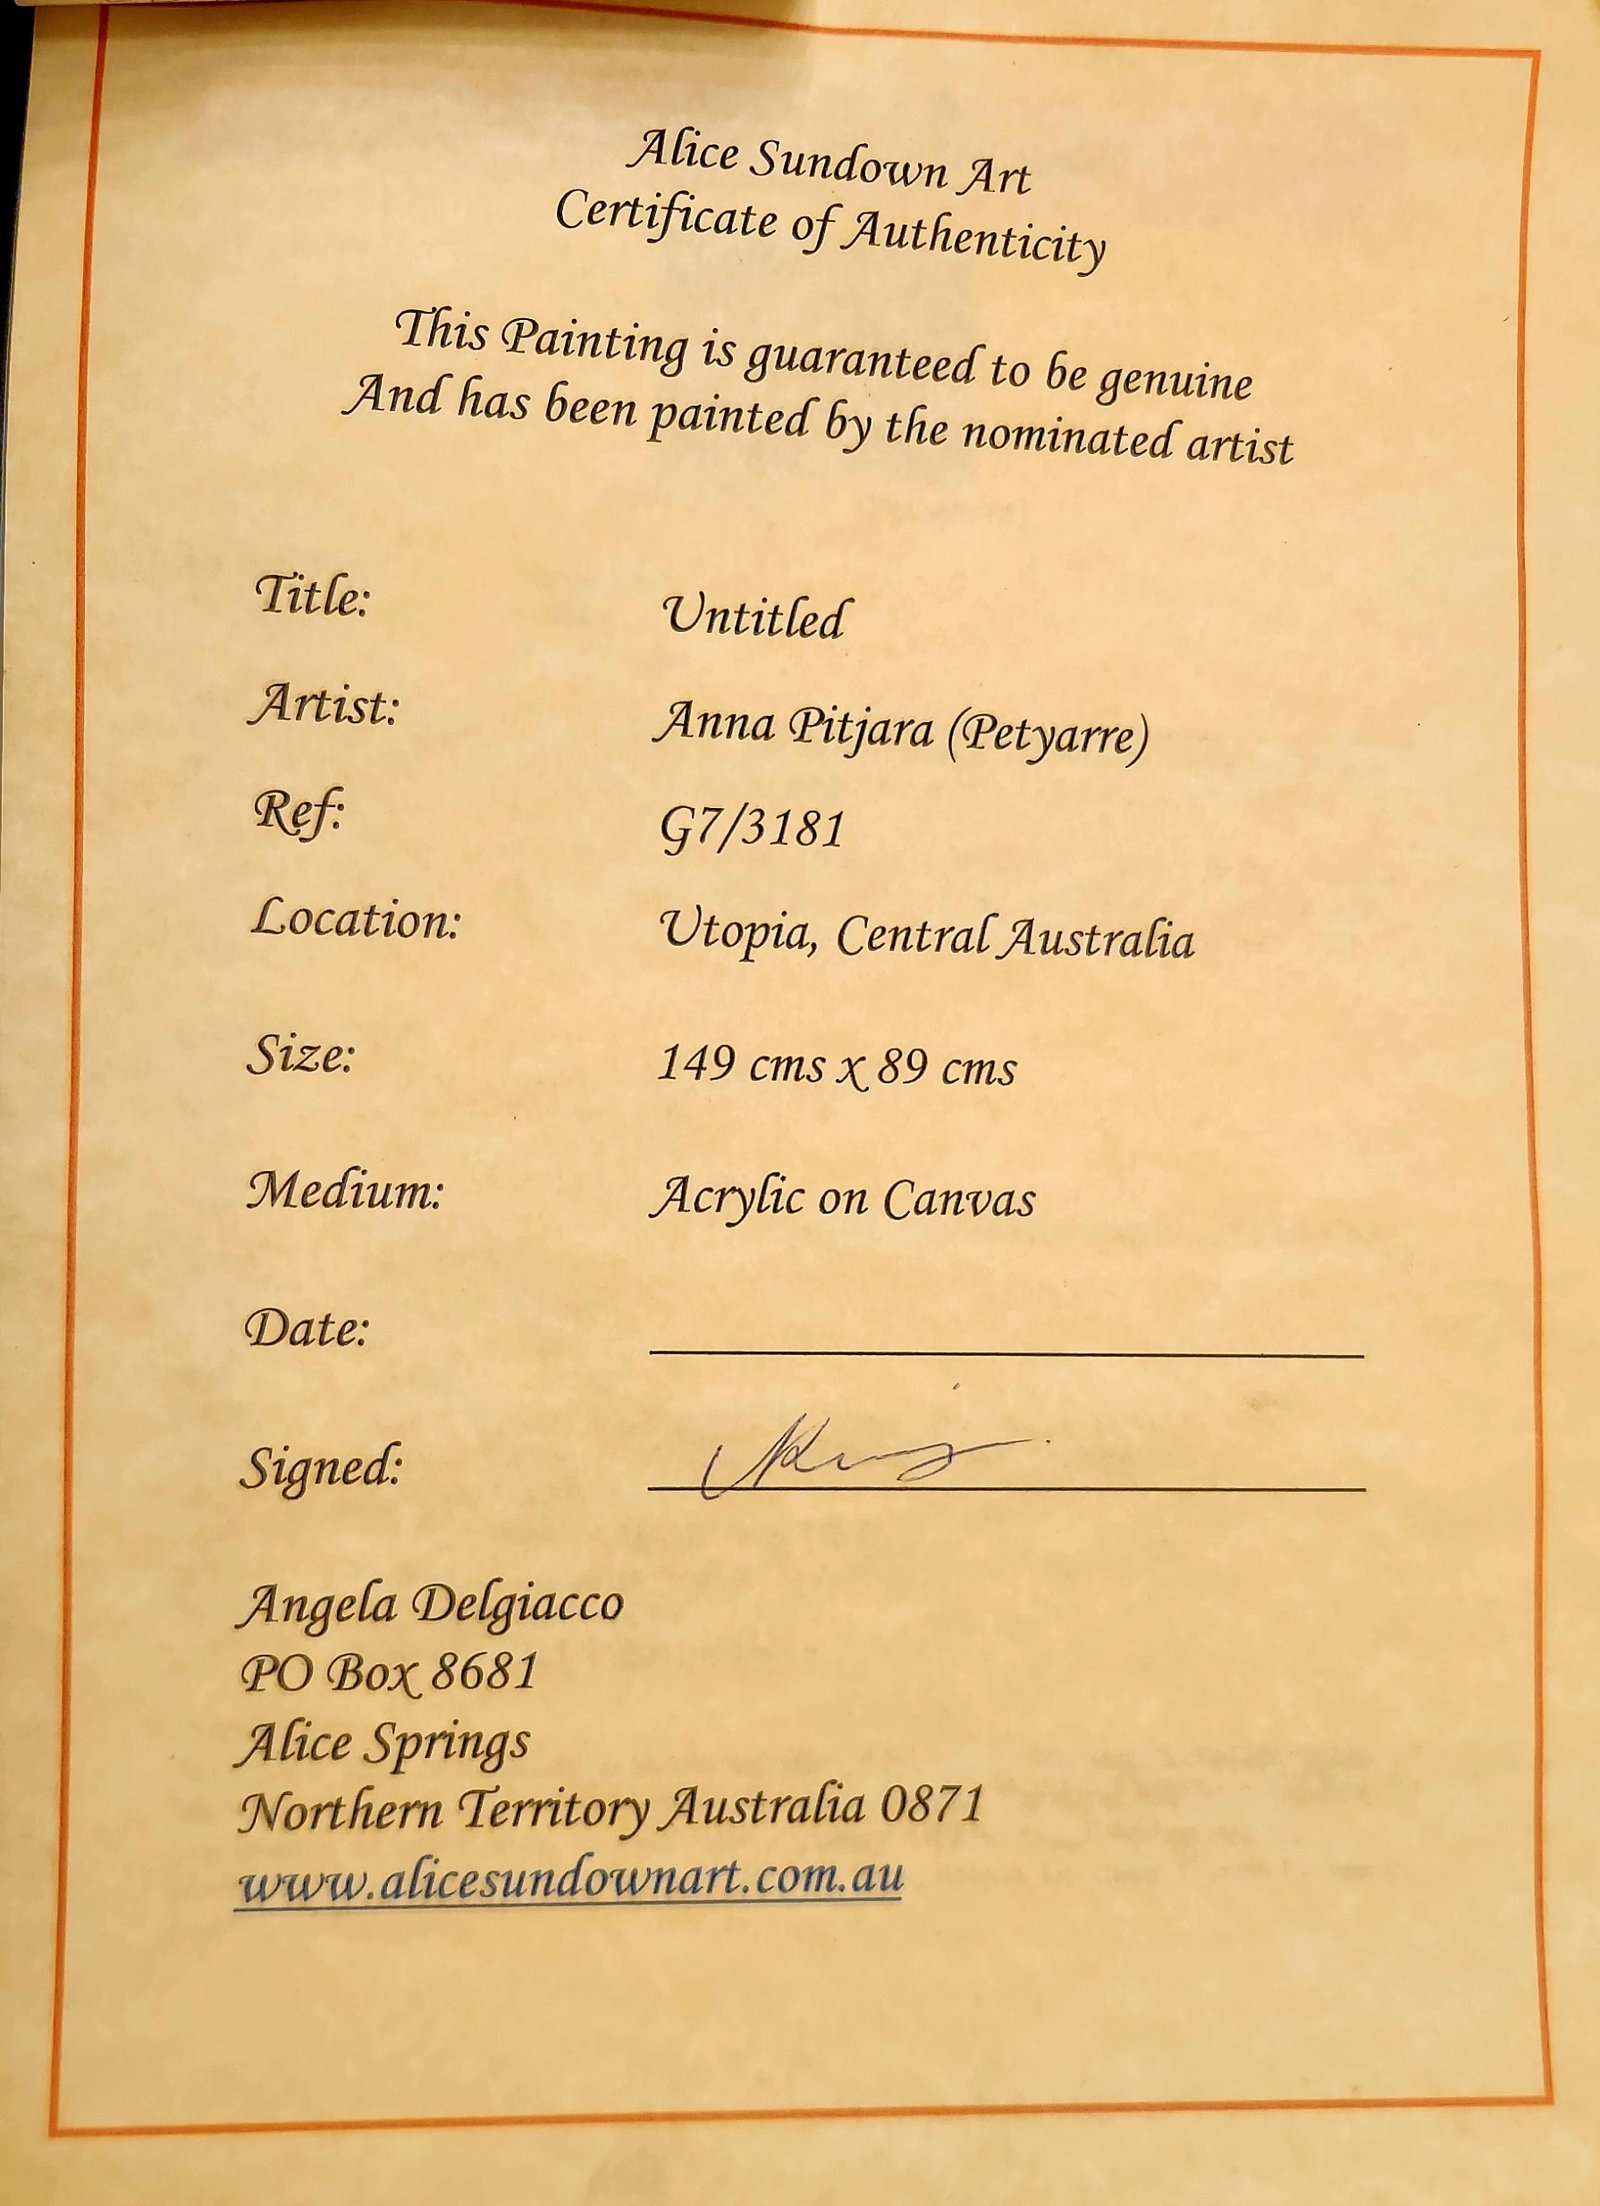 Alice Sundown Art
Certificate of Authenticity
This Painting is guaranteed to be genuine
And has been painted by the nominated artist
Title: Untitled
Artist: Anna Pitjara (Petyarre)
Ref: G7/3181
Location: Utopia, Central Australia
Size: 149 cms x 89 cms
Medium: Acrylic on Canvas
Date:
Signed:
Angela Delgiacco
PO Box 8681
Alice Springs
Northern Territory Australia 0871
www.alicesundownart.com.au